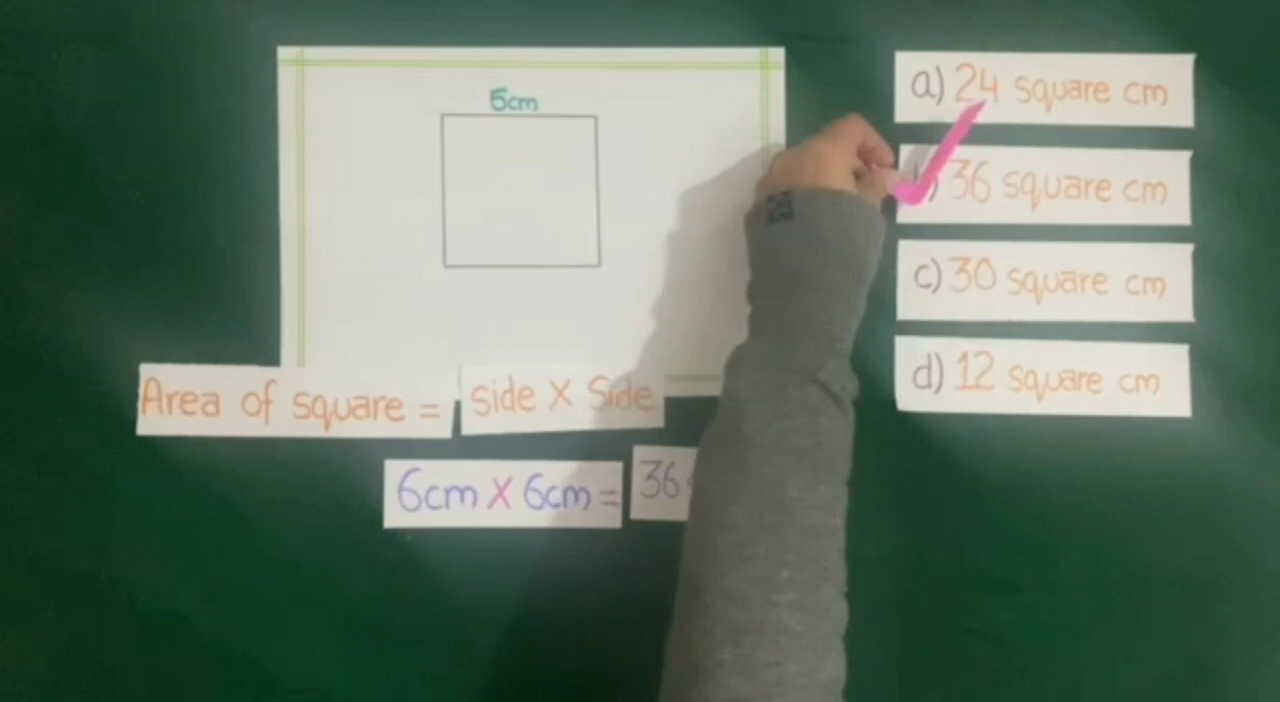 6cm
a) 24 square cm
b) 36 square cm
c) 30 square cm
d) 12 square cm
Area of square = side X Side
6cm X 6cm = 36